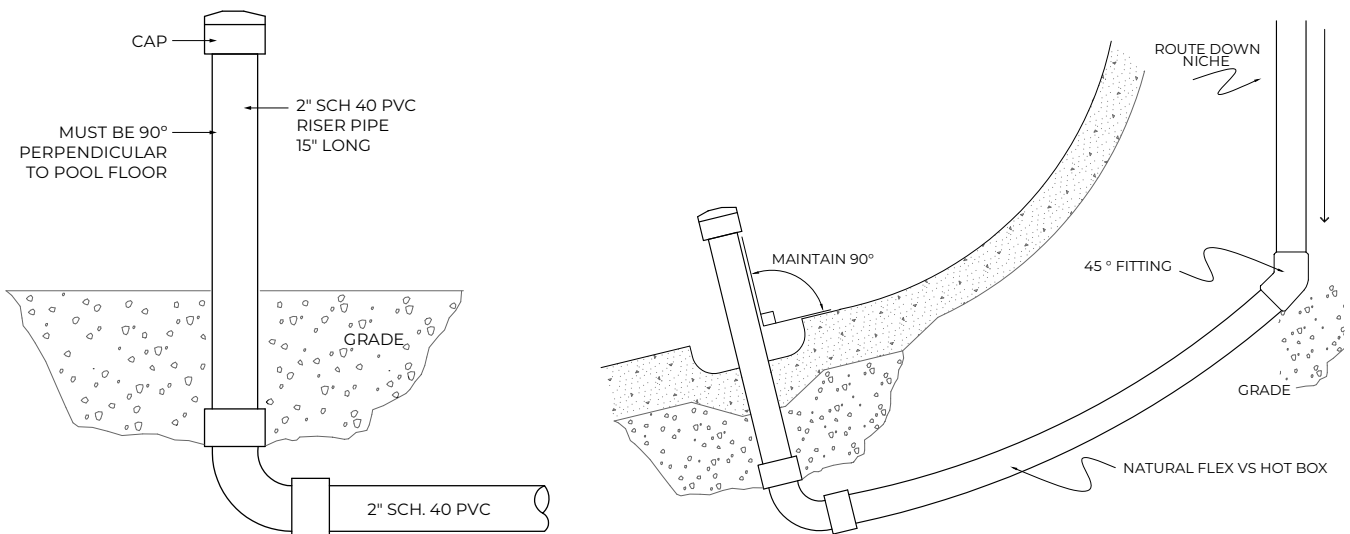 CAP
2" SCH 40 PVC
RISER PIPE
15" LONG
MUST BE 90°
PERPENDICULAR
TO POOL FLOOR
GRADE
2" SCH. 40 PVC
ROUTE DOWN
NICHE
MAINTAIN 90°
45 ° FITTING
GRADE
NATURAL FLEX VS HOT BOX